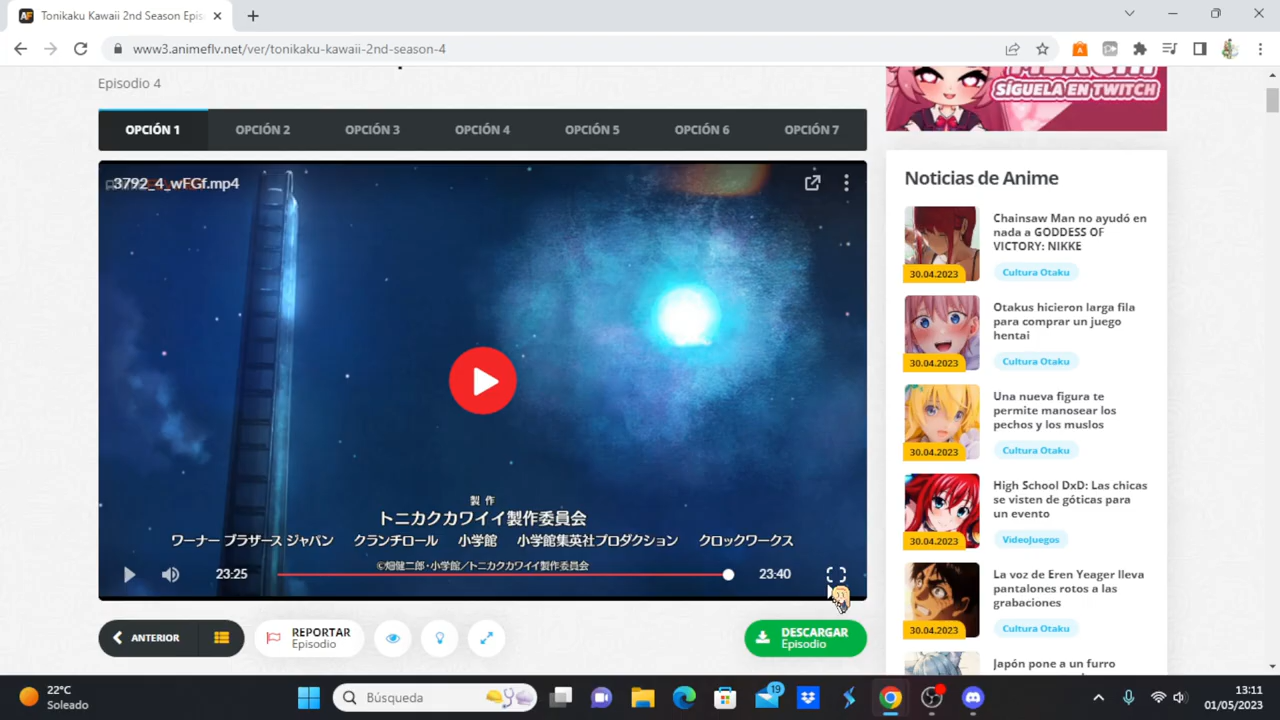 Tonikaku Kawaii 2nd Season Epis
www3.animeflv.net/ver/tonikaku-kawaii-2nd-season-4
Episodio 4
OPCIÓN 1
OPCIÓN 2
OPCIÓN 3
OPCIÓN 4
OPCIÓN 5
OPCIÓN 6
OPCIÓN 7
3792_4_wFGf.mp4
製作
トニカクカワイイ製作委員会
ワーナー ブラザース ジャパン クランチロール 小学館 小学館集英社プロダクション クロックワークス
©畑健二郎・小学館／トニカクカワイイ製作委員会
23:25
23:40
ANTERIOR
REPORTAR
Episodio
DESCARGAR
Episodio
SÍGUELA EN TWITCH
Noticias de Anime
Chainsaw Man no ayudó en
nada a GODDESS OF
VICTORY: NIKKE
30.04.2023
Cultura Otaku
Otakus hicieron larga fila
para comprar un juego
hentai
30.04.2023
Cultura Otaku
Una nueva figura te
permite manosear los
pechos y los muslos
30.04.2023
Cultura Otaku
High School DxD: Las chicas
se visten de góticas para
un evento
30.04.2023
VideoJuegos
La voz de Eren Yeager lleva
pantalones rotos a las
grabaciones
30.04.2023
Cultura Otaku
Japón pone a un furro
22°C
Soleado
Búsqueda
19
13:11
01/05/2023